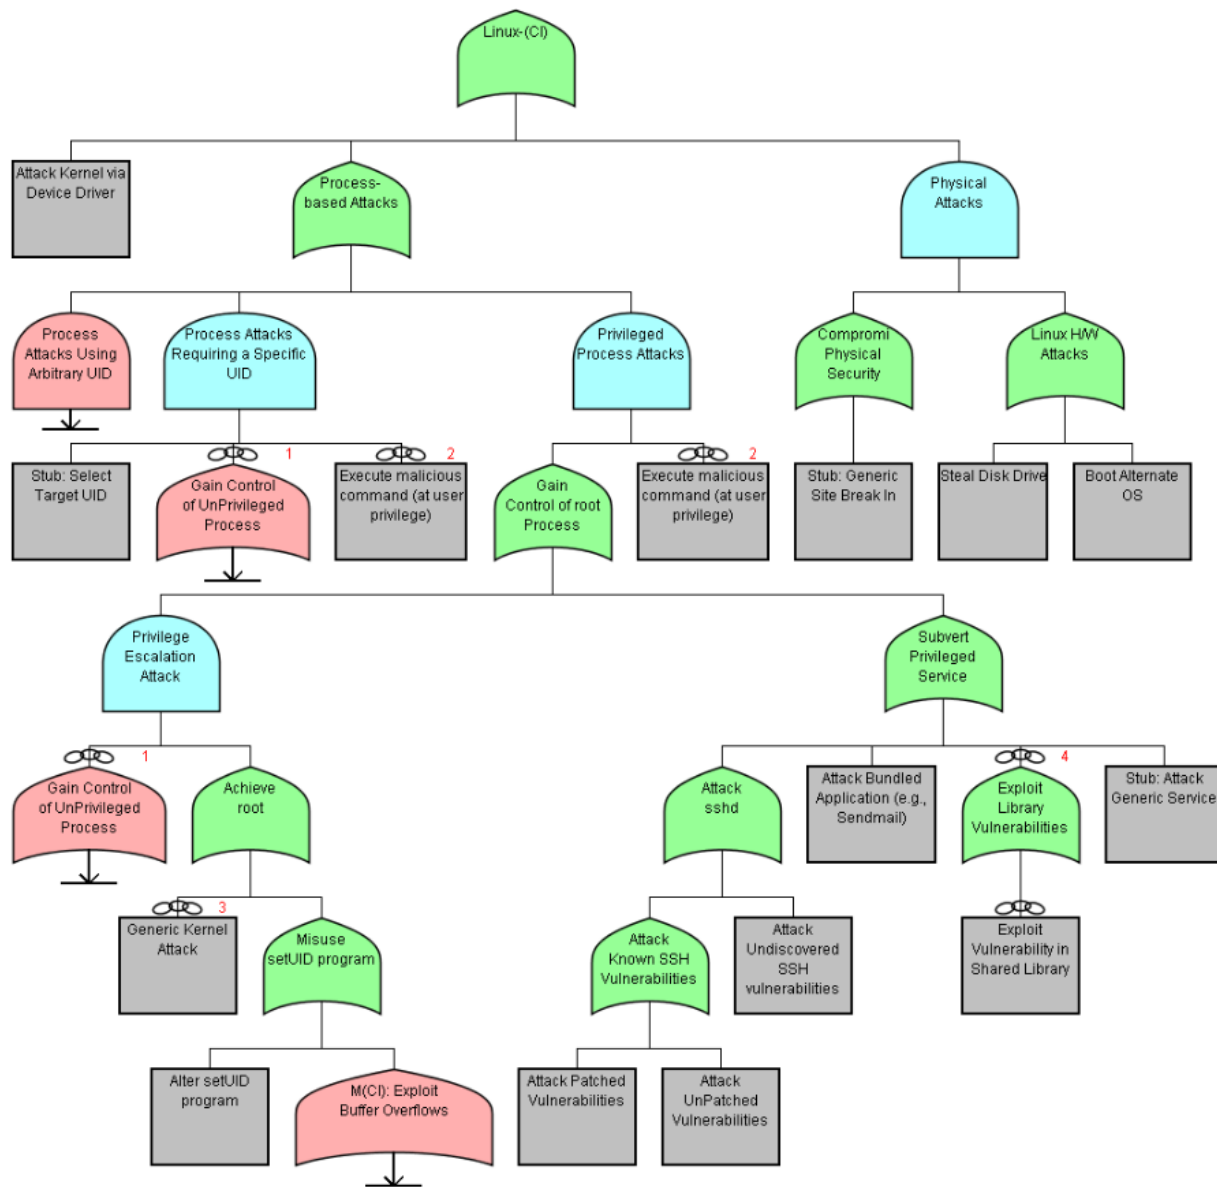 Linux-(CI)
Attack Kernel via
Device Driver
Process-
based Attacks
Physical
Attacks
Process
Attacks Using
Arbitrary UID
Process Attacks
Requiring a Specific
UID
Privileged
Process Attacks
Compromi
Physical
Security
Linux H/W
Attacks
Stub: Select
Target UID
1
Gain Control
of UnPrivileged
Process
2
Execute malicious
command (at user
privilege)
Gain
Control of root
Process
2
Execute malicious
command (at user
privilege)
Stub: Generic
Site Break In
Steal Disk Drive
Boot Alternate
OS
Privilege
Escalation
Attack
Subvert
Privileged
Service
1
Gain Control
of UnPrivileged
Process
Achieve
root
Attack
sshd
Attack Bundled
Application (e.g.,
Sendmail)
4
Exploit
Library
Vulnerabilities
Stub: Attack
Generic Service
3
Generic Kernel
Attack
Misuse
setUID program
Attack
Known SSH
Vulnerabilities
Attack
Undiscovered
SSH
vulnerabilities
Exploit
Vulnerability in
Shared Library
Alter setUID
program
M(CI): Exploit
Buffer Overflows
Attack Patched
Vulnerabilities
Attack
UnPatched
Vulnerabilities